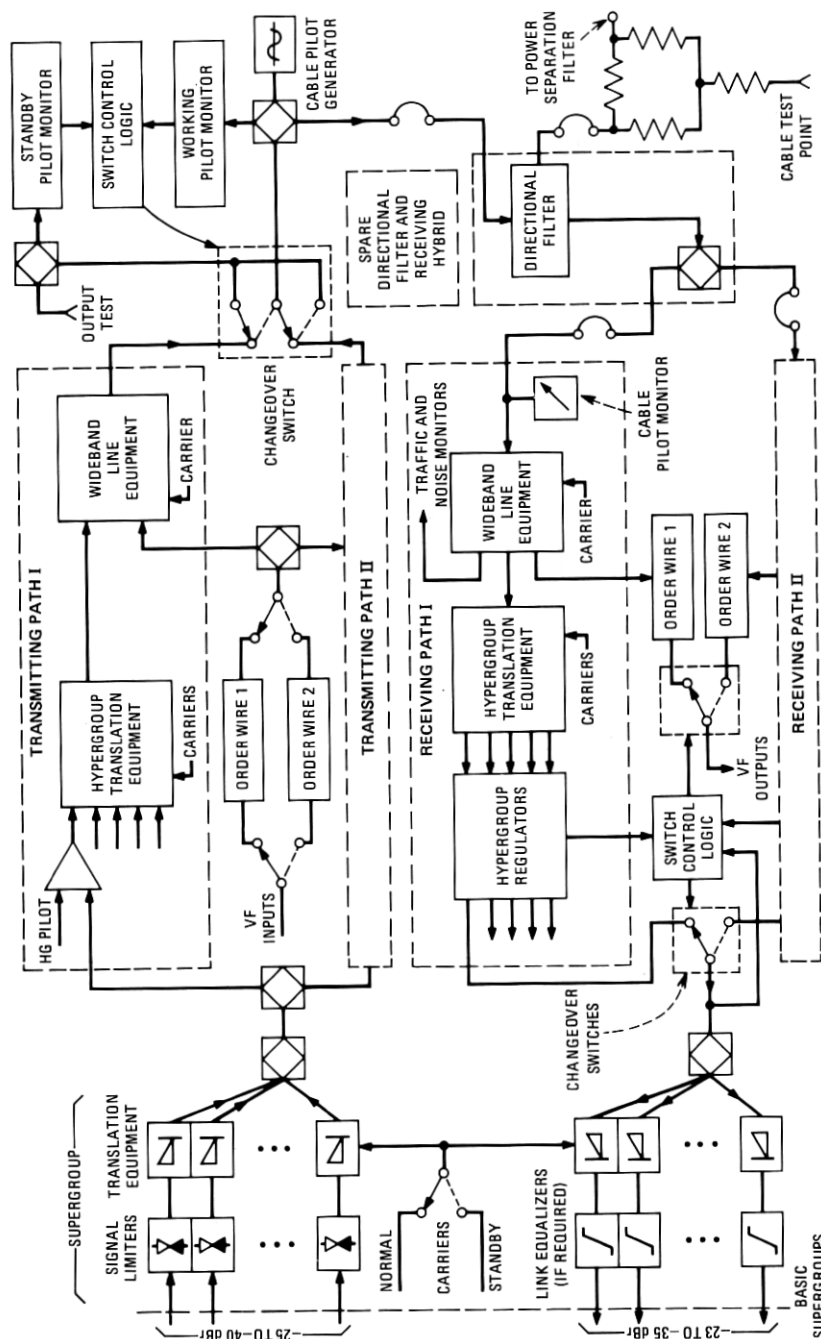 SUPERGROUP
SIGNAL
LIMITERS
TRANSLATION
EQUIPMENT
–25 TO –40 dBr
TRANSMITTING PATH I
HG PILOT
HYPERGROUP
TRANSLATION
EQUIPMENT
CARRIERS
WIDEBAND
LINE
EQUIPMENT
CARRIER
VF
INPUTS
ORDER WIRE 1
ORDER WIRE 2
TRANSMITTING PATH II
OUTPUT
TEST
STANDBY
PILOT MONITOR
SWITCH CONTROL
LOGIC
WORKING
PILOT MONITOR
CABLE PILOT
GENERATOR
CHANGEOVER
SWITCH
NORMAL
CARRIERS
STANDBY
SPARE
DIRECTIONAL
FILTER AND
RECEIVING
HYBRID
DIRECTIONAL
FILTER
TO POWER
SEPARATION
FILTER
CABLE TEST
POINT
RECEIVING PATH I
TRAFFIC AND
NOISE MONITORS
HYPERGROUP
REGULATORS
HYPERGROUP
TRANSLATION
EQUIPMENT
CARRIERS
WIDEBAND
LINE
EQUIPMENT
CARRIER
CABLE
PILOT MONITOR
CHANGEOVER
SWITCHES
SWITCH
CONTROL
LOGIC
VF
OUTPUTS
ORDER WIRE 1
ORDER WIRE 2
RECEIVING PATH II
LINK EQUALIZERS
(IF REQUIRED)
–23 TO –35 dBr
BASIC
SUPERGROUPS